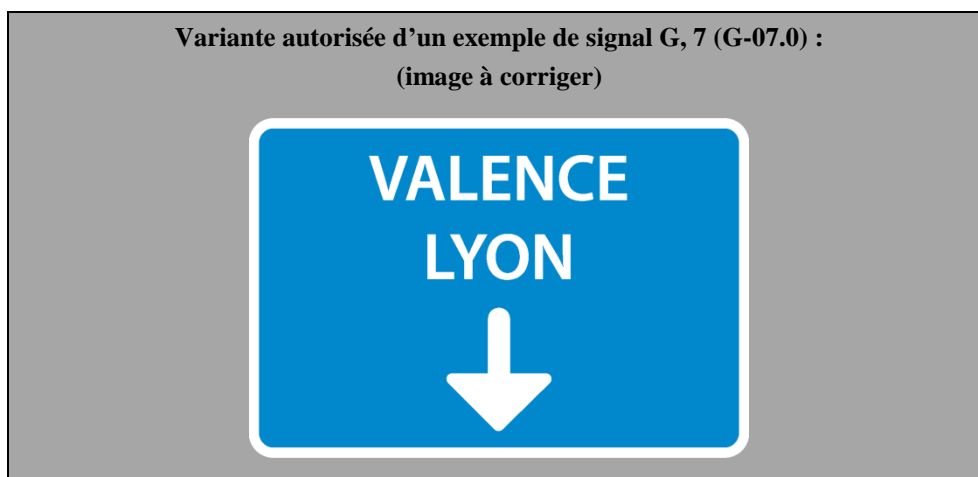 Variante autorisée d’un exemple de signal G, 7 (G-07.0) :
(image à corriger)
VALENCE
LYON